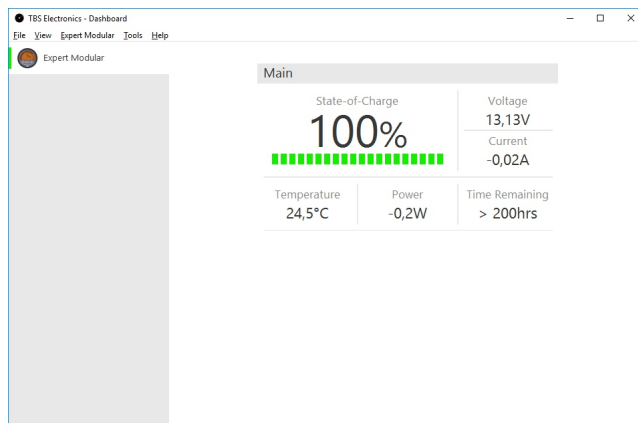 TBS Electronics - Dashboard
File View Expert Modular Tools Help
Expert Modular
Main
State-of-Charge
100%
Voltage
13,13V
Current
-0,02A
Temperature
24,5°C
Power
-0,2W
Time Remaining
> 200hrs